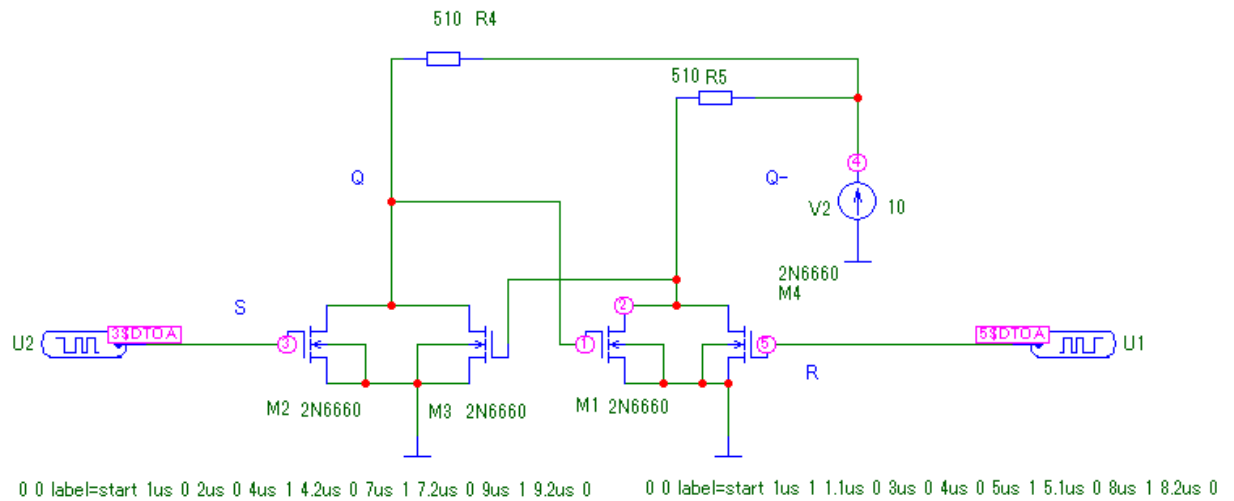 510 R4
510 R5
4
Q
Q-
V2
10
2N6660
M4
2
S
U2
3$DTOA
3
1
5
5$DTOA
U1
R
M2 2N6660
M3 2N6660
M1 2N6660
0 0 label=start 1us 0 2us 0 4us 1 4.2us 0 7us 1 7.2us 0 9us 1 9.2us 0
0 0 label=start 1us 1 1.1us 0 3us 0 4us 0 5us 1 5.1us 0 8us 1 8.2us 0